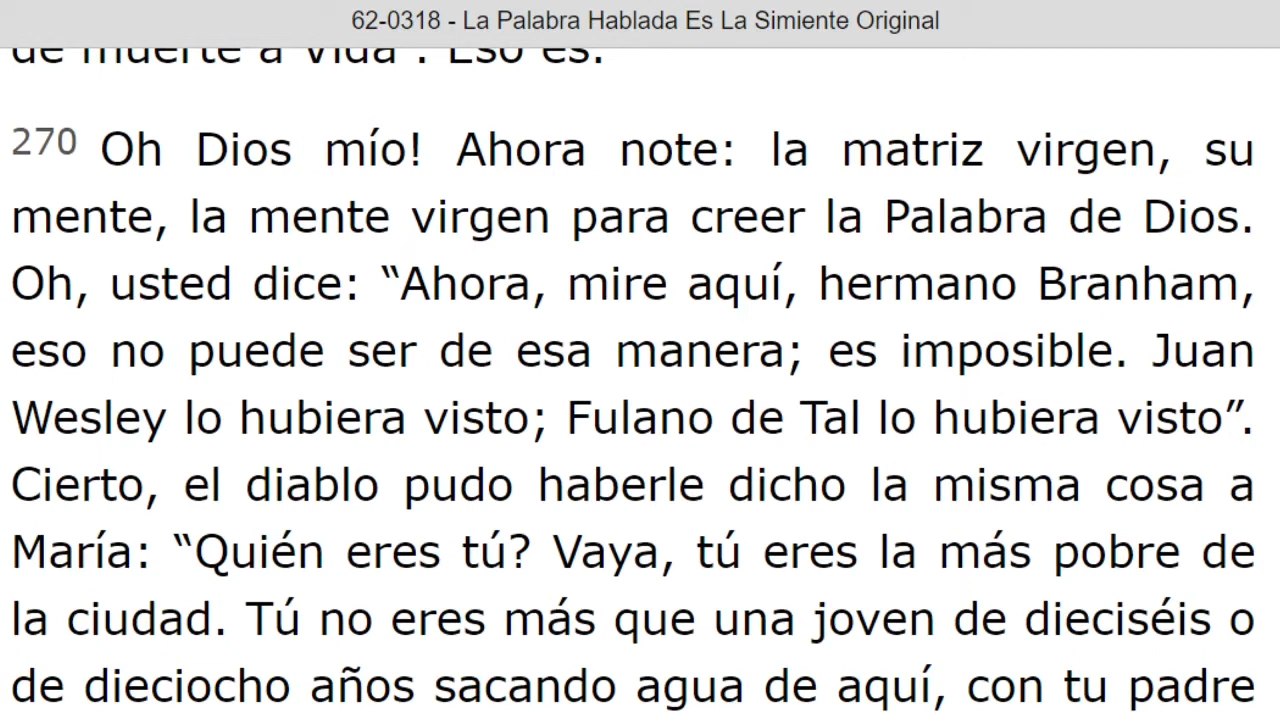 62-0318 - La Palabra Hablada Es La Simiente Original
de muerte a Vida”. Eso es.
270 Oh Dios mío! Ahora note: la matriz virgen, su
mente, la mente virgen para creer la Palabra de Dios.
Oh, usted dice: “Ahora, mire aquí, hermano Branham,
eso no puede ser de esa manera; es imposible. Juan
Wesley lo hubiera visto; Fulano de Tal lo hubiera visto”.
Cierto, el diablo pudo haberle dicho la misma cosa a
María: “Quién eres tú? Vaya, tú eres la más pobre de
la ciudad. Tú no eres más que una joven de dieciséis o
de dieciocho años sacando agua de aquí, con tu padre